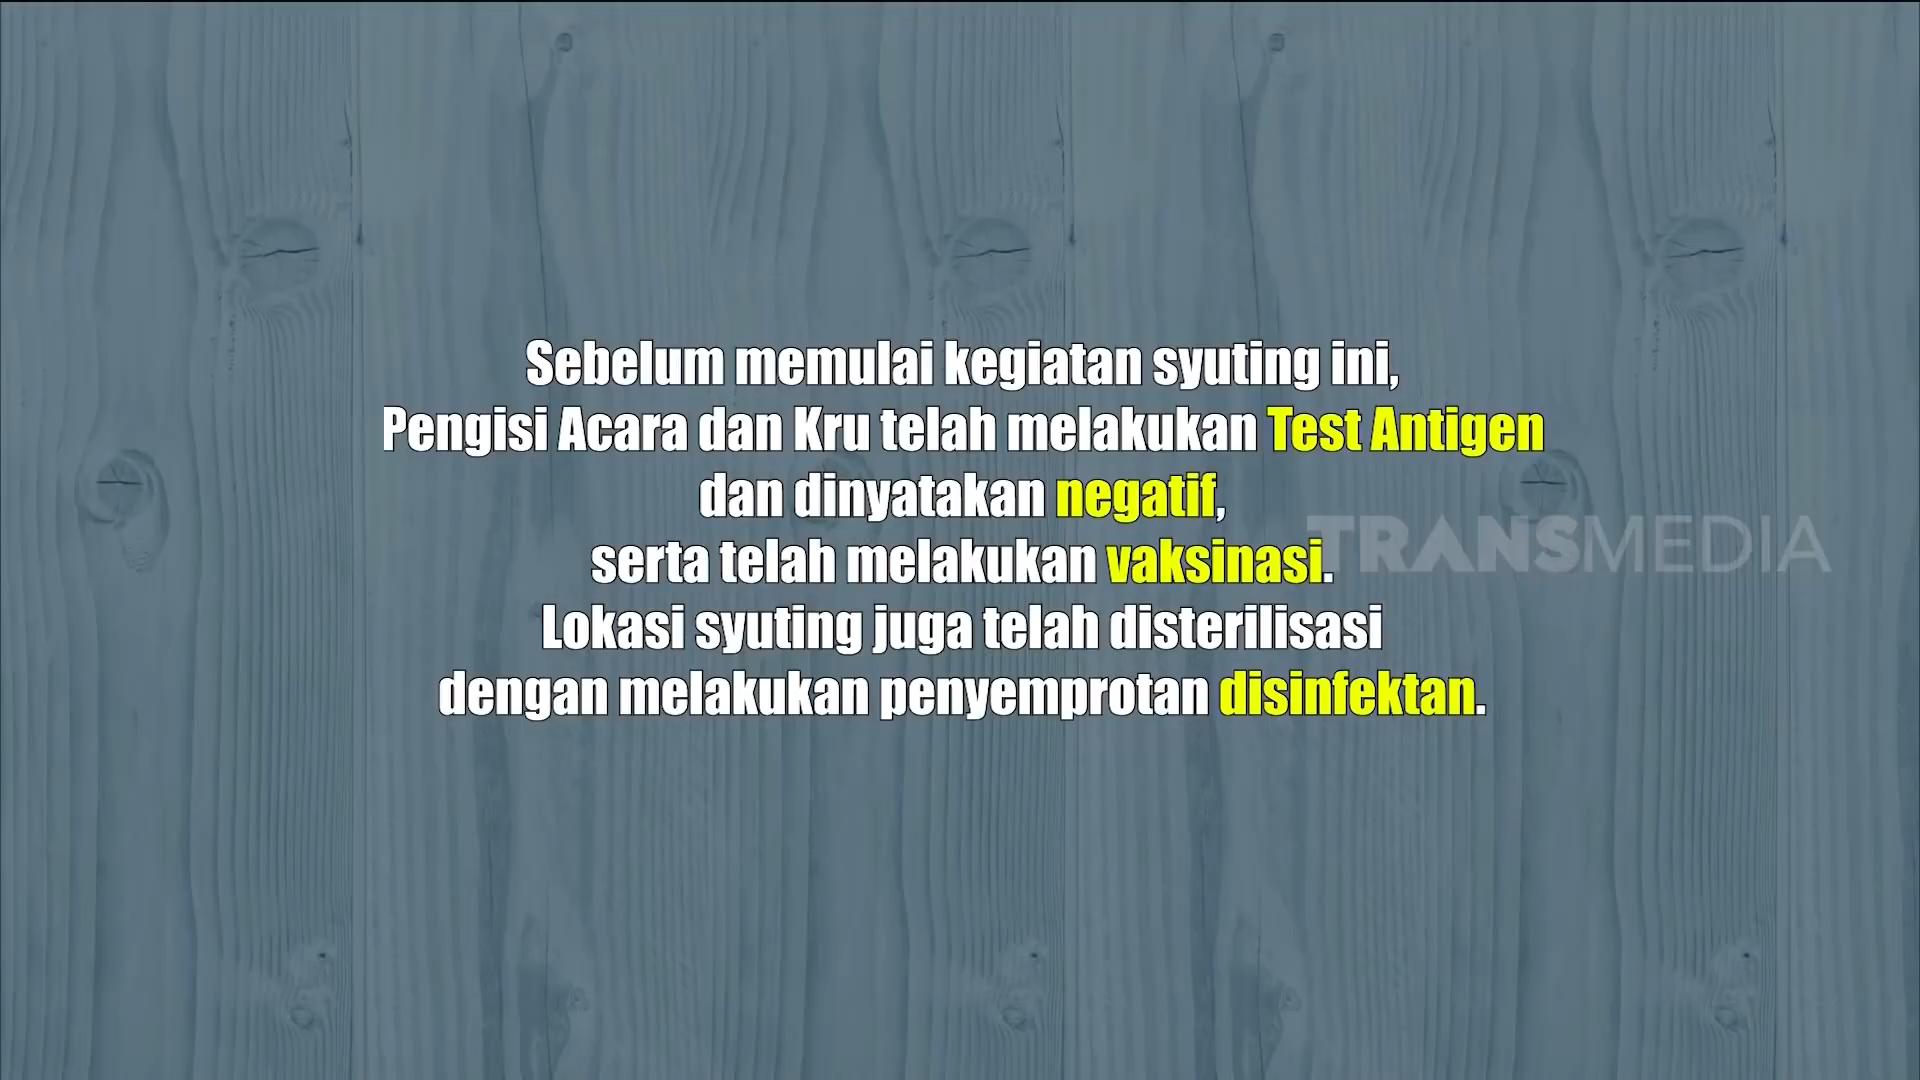 Sebelum memulai kegiatan syuting ini,
Pengisi Acara dan Kru telah melakukan Test Antigen
dan dinyatakan negatif,
serta telah melakukan vaksinasi.
TRANSMEDIA
Lokasi syuting juga telah disterilisasi
dengan melakukan penyemprotan disinfektan.